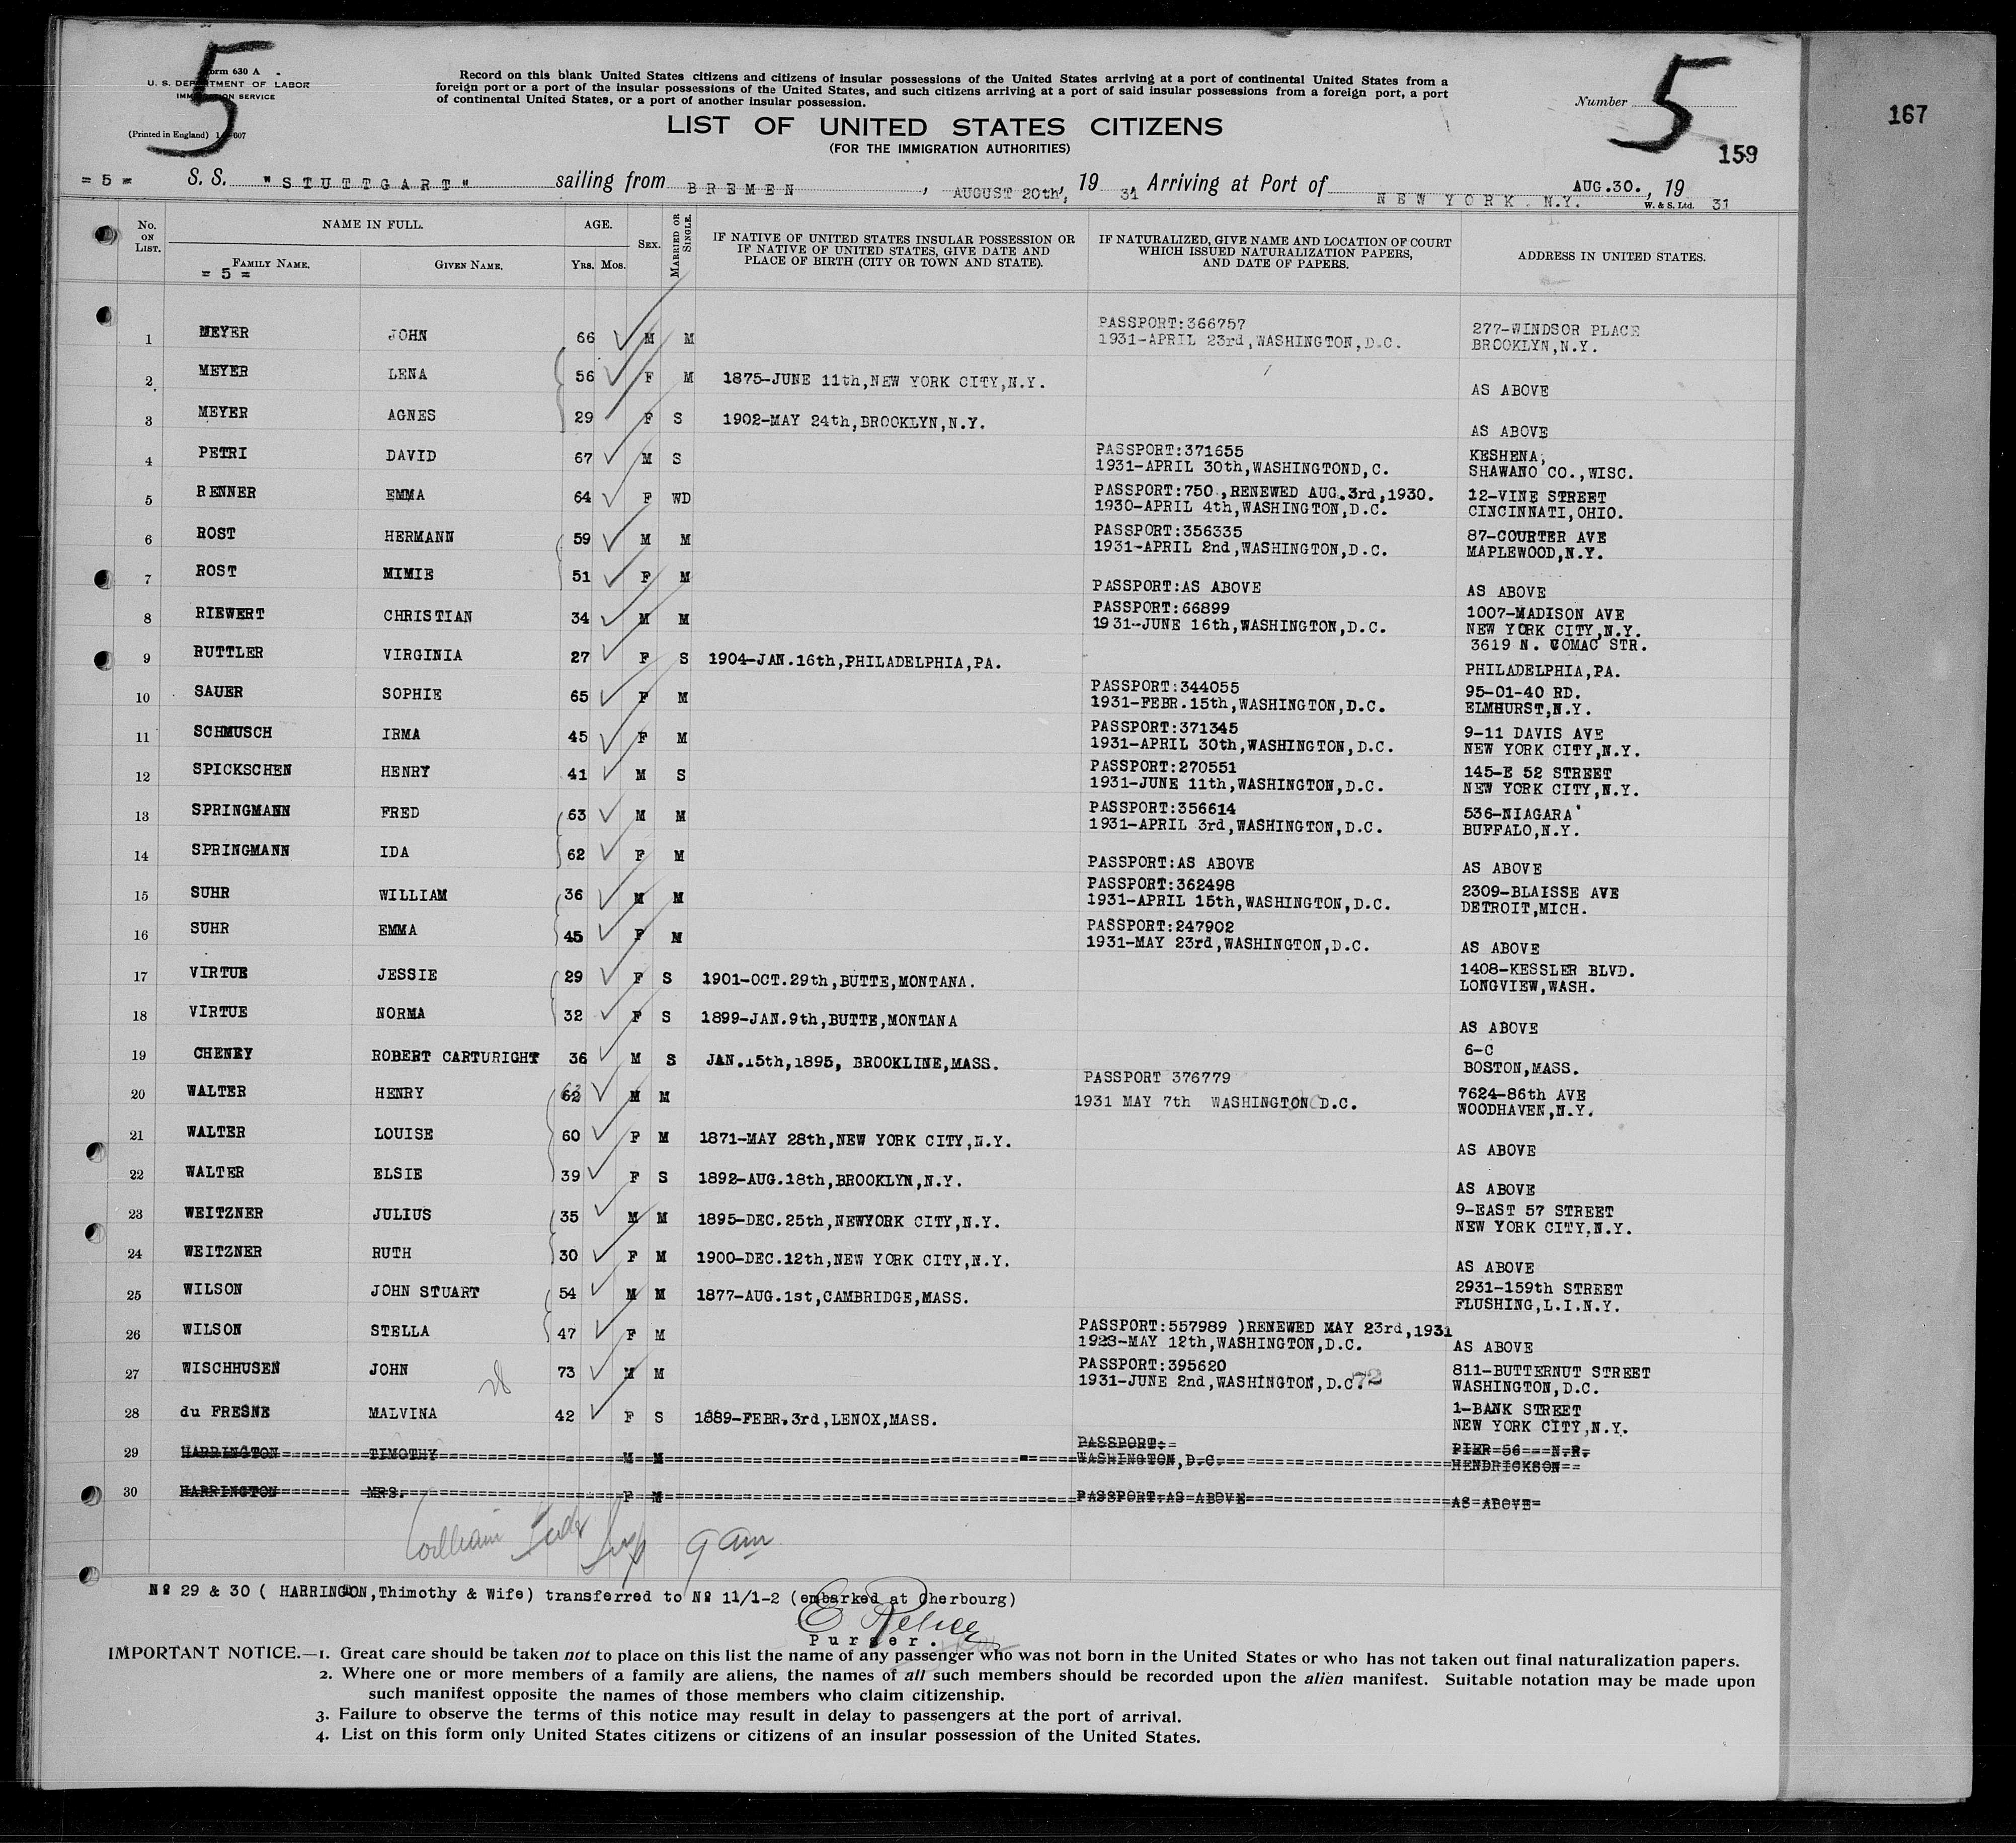 5
5
Form 630 A
U. S. DEPARTMENT OF LABOR
IMMIGRATION SERVICE
(Printed in England)
Record on this blank United States citizens and citizens of insular possessions of the United States arriving at a port of continental United States from a
foreign port or a port of the insular possessions of the United States, and such citizens arriving at a port of said insular possessions from a foreign port, a port
of continental United States, or a port of another insular possession.
Number
167
LIST OF UNITED STATES CITIZENS
(FOR THE IMMIGRATION AUTHORITIES)
159
= 5 = S. S. "STUTTGART" sailing from BREMEN, AUGUST 20th, 19 31, Arriving at Port of NEW YORK. N.Y. AUG.30., 19 31
W. & S. Ltd.
No. ON LIST. NAME IN FULL. AGE. SEX. MARRIED OR SINGLE. IF NATIVE OF UNITED STATES INSULAR POSSESSION OR IF NATIVE OF UNITED STATES, GIVE DATE AND PLACE OF BIRTH (CITY OR TOWN AND STATE). IF NATURALIZED, GIVE NAME AND LOCATION OF COURT WHICH ISSUED NATURALIZATION PAPERS, AND DATE OF PAPERS. ADDRESS IN UNITED STATES.
FAMILY NAME. GIVEN NAME. YRS. MOS.
= 5 =
1 MEYER JOHN 66 M M PASSPORT:366757 277-WINDSOR PLACE
1931-APRIL 23rd,WASHINGTON,D.C. BROOKLYN,N.Y.
2 MEYER LENA 56 F M 1875-JUNE 11th,NEW YORK CITY,N.Y. AS ABOVE
3 MEYER AGNES 29 F S 1902-MAY 24th,BROOKLYN,N.Y. AS ABOVE
4 PETRI DAVID 67 M S PASSPORT:371655 KESHENA,
1931-APRIL 30th,WASHINGTOND,C. SHAWANO CO.,WISC.
5 RENNER EMMA 64 F WD PASSPORT:750.,RENEWED AUG.3rd,1930. 12-VINE STREET
1930-APRIL 4th,WASHINGTON,D.C. CINCINNATI,OHIO.
6 ROST HERMANN 59 M M PASSPORT:356335 87-COURTER AVE
1931-APRIL 2nd,WASHINGTON,D.C. MAPLEWOOD,N.Y.
7 ROST MIMIE 51 F M PASSPORT:AS ABOVE AS ABOVE
8 RIEWERT CHRISTIAN 34 M M PASSPORT:66899 1007-MADISON AVE
1931-JUNE 16th,WASHINGTON,D.C. NEW YORK CITY,N.Y.
9 RUTTLER VIRGINIA 27 F S 1904-JAN.16th,PHILADELPHIA,PA. 3619 N. COMAC STR.
PHILADELPHIA,PA.
10 SAUER SOPHIE 65 F M PASSPORT:344055 95-01-40 RD.
1931-FEBR.15th,WASHINGTON,D.C. ELMHURST,N.Y.
11 SCHMUSCH IRMA 45 F M PASSPORT:371345 9-11 DAVIS AVE
1931-APRIL 30th,WASHINGTON,D.C. NEW YORK CITY,N.Y.
12 SPICKSCHEN HENRY 41 M S PASSPORT:270551 145-E 52 STREET
1931-JUNE 11th,WASHINGTON,D.C. NEW YORK CITY,N.Y.
13 SPRINGMANN FRED 63 M M PASSPORT:356614 536-NIAGARA
1931-APRIL 3rd,WASHINGTON,D.C. BUFFALO,N.Y.
14 SPRINGMANN IDA 62 F M PASSPORT:AS ABOVE AS ABOVE
15 SUHR WILLIAM 36 M M PASSPORT:362498 2309-BLAISSE AVE
1931-APRIL 15th,WASHINGTON,D.C. DETROIT,MICH.
16 SUHR EMMA 45 F M PASSPORT:247902
1931-MAY 23rd,WASHINGTON,D.C. AS ABOVE
17 VIRTUE JESSIE 29 F S 1901-OCT.29th,BUTTE,MONTANA. 1408-KESSLER BLVD.
LONGVIEW,WASH.
18 VIRTUE NORMA 32 F S 1899-JAN.9th,BUTTE,MONTANA AS ABOVE
19 CHENEY ROBERT CARTURIGHT 36 M S JAN.15th,1895, BROOKLINE,MASS. 6-C
BOSTON,MASS.
20 WALTER HENRY 62 M M PASSPORT 376779 7624-86th AVE
1931 MAY 7th WASHINGTON D.C. WOODHAVEN,N.Y.
21 WALTER LOUISE 60 F M 1871-MAY 28th,NEW YORK CITY,N.Y. AS ABOVE
22 WALTER ELSIE 39 F S 1892-AUG.18th,BROOKLYN,N.Y. AS ABOVE
23 WEITZNER JULIUS 35 M M 1895-DEC.25th,NEWYORK CITY,N.Y. 9-EAST 57 STREET
NEW YORK CITY,N.Y.
24 WEITZNER RUTH 30 F M 1900-DEC.12th,NEW YORK CITY,N.Y. AS ABOVE
25 WILSON JOHN STUART 54 M M 1877-AUG.1st,CAMBRIDGE,MASS. 2931-159th STREET
FLUSHING,L.I.N.Y.
26 WILSON STELLA 47 F M PASSPORT:557989 )RENEWED MAY 23rd,1931
1923-MAY 12th,WASHINGTON,D.C. AS ABOVE
27 WISCHHUSEN JOHN 73 M M PASSPORT:395620 811-BUTTERNUT STREET
28 1931-JUNE 2nd,WASHINGTON,D.C. 72 WASHINGTON,D.C.
28 du FRESNE MALVINA 42 F S 1889-FEBR.3rd,LENOX,MASS. 1-BANK STREET
NEW YORK CITY,N.Y.
29 HARRINGTON TIMOTHY M M PASSPORT: PIER 56 N.R.
WASHINGTON,D.C. HENDRICKSON
30 HARRINGTON MRS. F M PASSPORT:AS ABOVE AS ABOVE
William 9 am
No 29 & 30 ( HARRINGTON,Thimothy & Wife) transferred to No 11/1-2 (embarked at Cherbourg)
Purser.
IMPORTANT NOTICE.—1. Great care should be taken not to place on this list the name of any passenger who was not born in the United States or who has not taken out final naturalization papers.
2. Where one or more members of a family are aliens, the names of all such members should be recorded upon the alien manifest. Suitable notation may be made upon
such manifest opposite the names of those members who claim citizenship.
3. Failure to observe the terms of this notice may result in delay to passengers at the port of arrival.
4. List on this form only United States citizens or citizens of an insular possession of the United States.